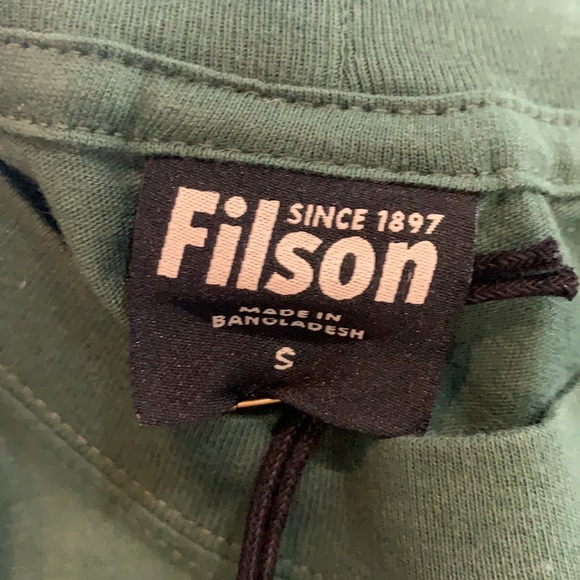 SINCE 1897
Filson
MADE IN
BANGLADESH
S